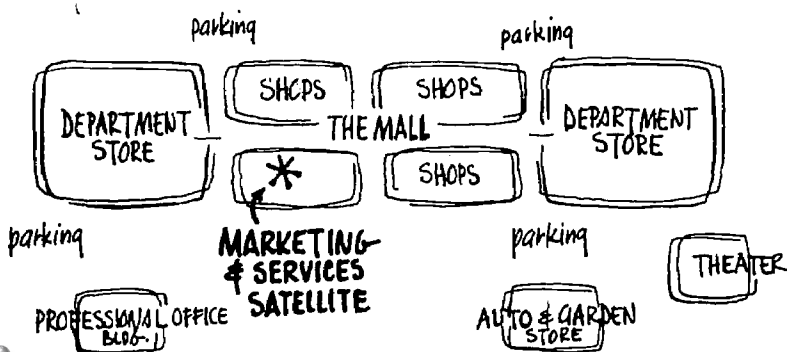 parking
parking
SHOPS
SHOPS
DEPARTMENT
STORE
THE MALL
DEPARTMENT
STORE
*
SHOPS
parking
MARKETING
& SERVICES
SATELLITE
parking
THEATER
PROFESSIONAL OFFICE
BLDG.
AUTO & GARDEN
STORE